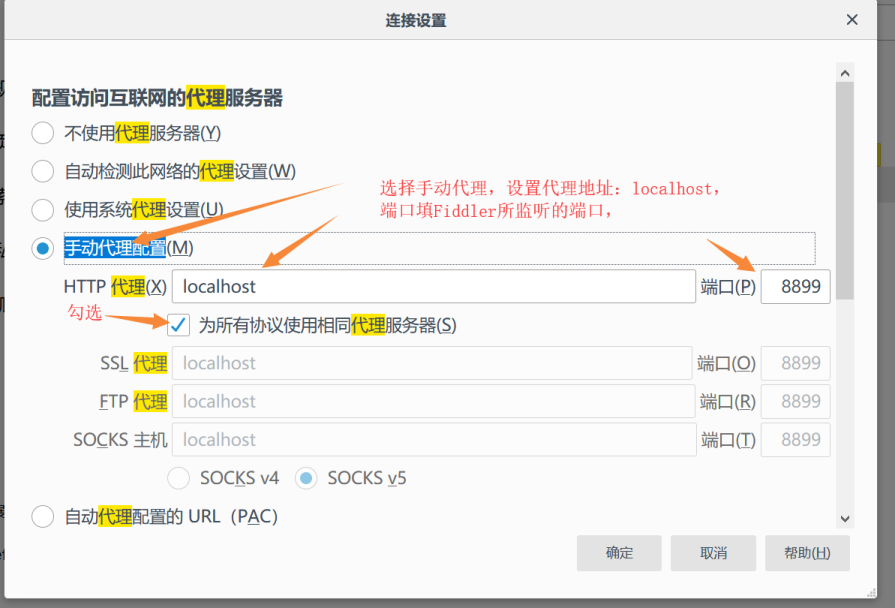 连接设置
配置访问互联网的代理服务器
不使用代理服务器(Y)
自动检测此网络的代理设置(W)
使用系统代理设置(U)
选择手动代理，设置代理地址：localhost，
端口填Fiddler所监听的端口，
手动代理配置(M)
HTTP 代理(X) localhost 端口(P) 8899
勾选
为所有协议使用相同代理服务器(S)
SSL 代理 localhost 端口(O) 8899
FTP 代理 localhost 端口(R) 8899
SOCKS 主机 localhost 端口(T) 8899
SOCKS v4 SOCKS v5
自动代理配置的 URL（PAC）
确定 取消 帮助(H)